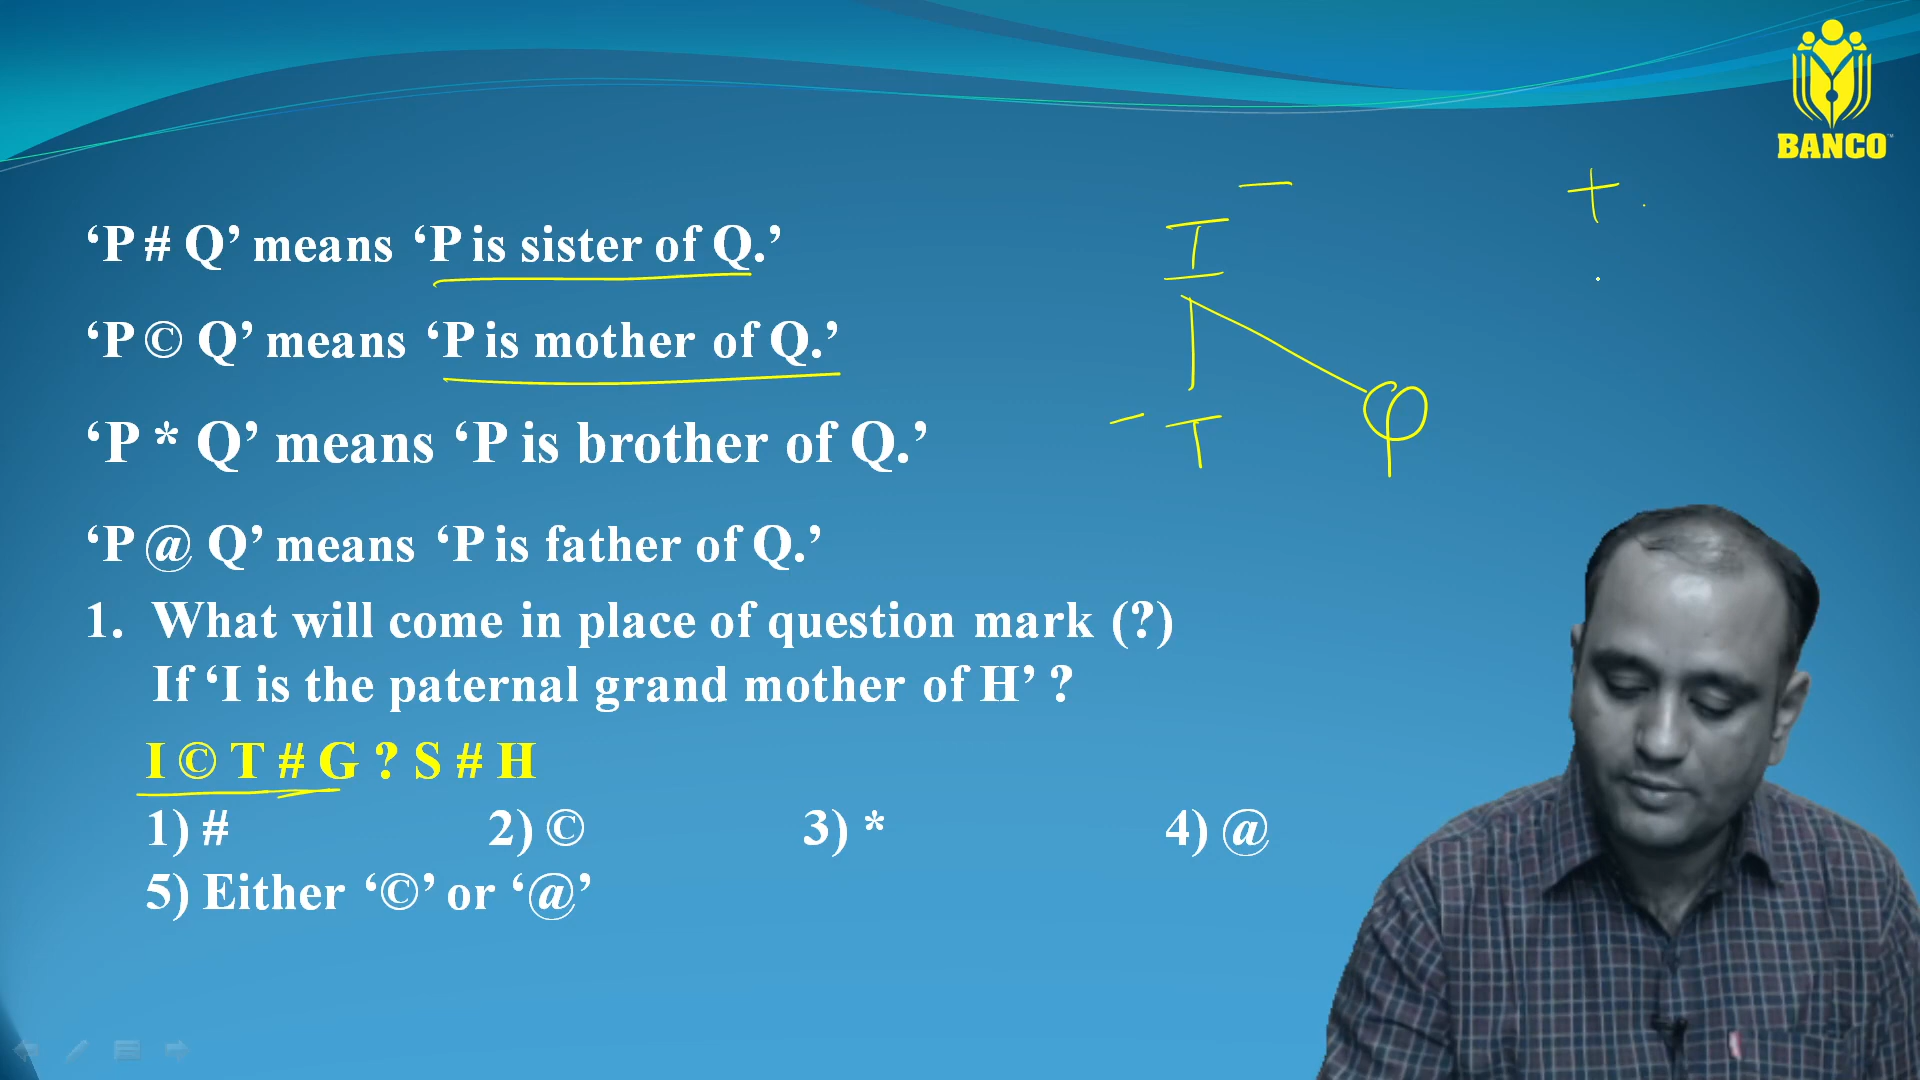 BANCO™
‘P # Q’ means ‘P is sister of Q.’
‘P © Q’ means ‘P is mother of Q.’
‘P * Q’ means ‘P is brother of Q.’
‘P @ Q’ means ‘P is father of Q.’
1. What will come in place of question mark (?)
If ‘I is the paternal grand mother of H’ ?
I © T # G ? S # H
1) # 2) © 3) * 4) @
5) Either ‘©’ or ‘@’
− +
I
− T